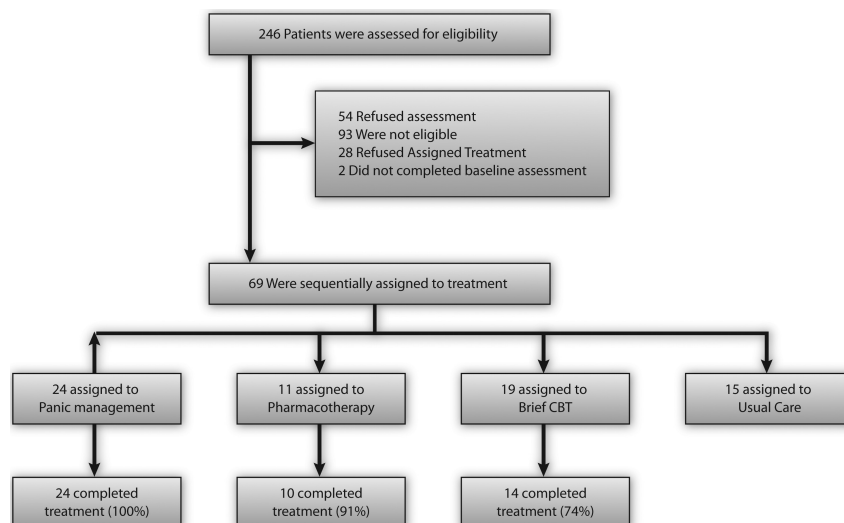 246 Patients were assessed for eligibility
54 Refused assessment
93 Were not eligible
28 Refused Assigned Treatment
2 Did not completed baseline assessment
69 Were sequentially assigned to treatment
24 assigned to
Panic management
11 assigned to
Pharmacotherapy
19 assigned to
Brief CBT
15 assigned to
Usual Care
24 completed
treatment (100%)
10 completed
treatment (91%)
14 completed
treatment (74%)